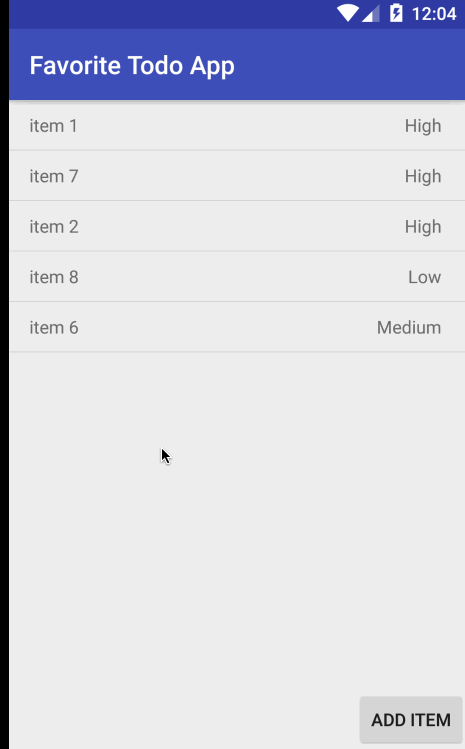 12:04
Favorite Todo App
item 1 High
item 7 High
item 2 High
item 8 Low
item 6 Medium
ADD ITEM